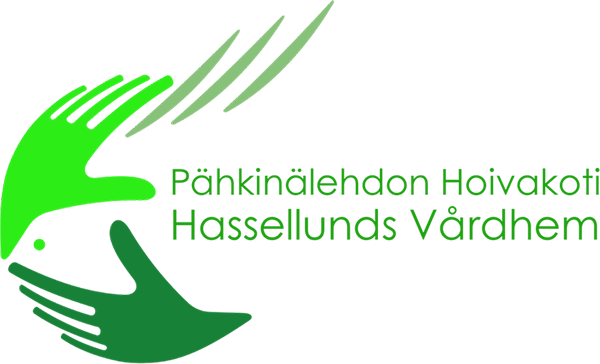 Pähkinälehdon Hoivakoti
Hassellunds Vårdhem